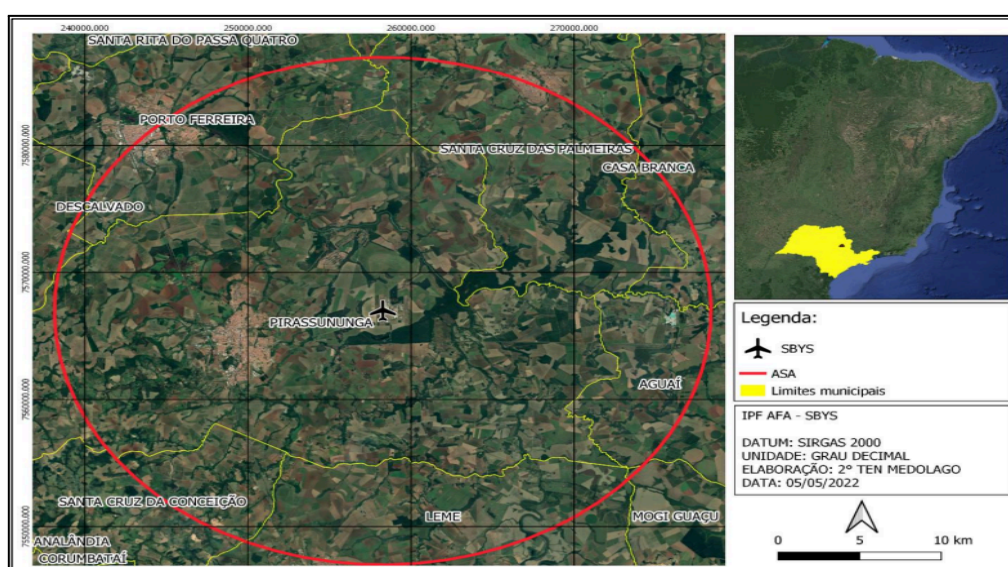 240000.000 250000.000 260000.000 270000.000
SANTA RITA DO PASSA QUATRO
PORTO FERREIRA
7580000.000
SANTA CRUZ DAS PALMEIRAS
CASA BRANCA
DESCALVADO
7570000.000
PIRASSUNUNGA
AGUAÍ
7560000.000
SANTA CRUZ DA CONCEIÇÃO
LEME
MOGI GUAÇU
7550000.000
ANALÂNDIA
CORUMBATAÍ
Legenda:
SBYS
ASA
Limites municipais
IPF AFA - SBYS
DATUM: SIRGAS 2000
UNIDADE: GRAU DECIMAL
ELABORAÇÃO: 2º TEN MEDOLAGO
DATA: 05/05/2022
0 5 10 km